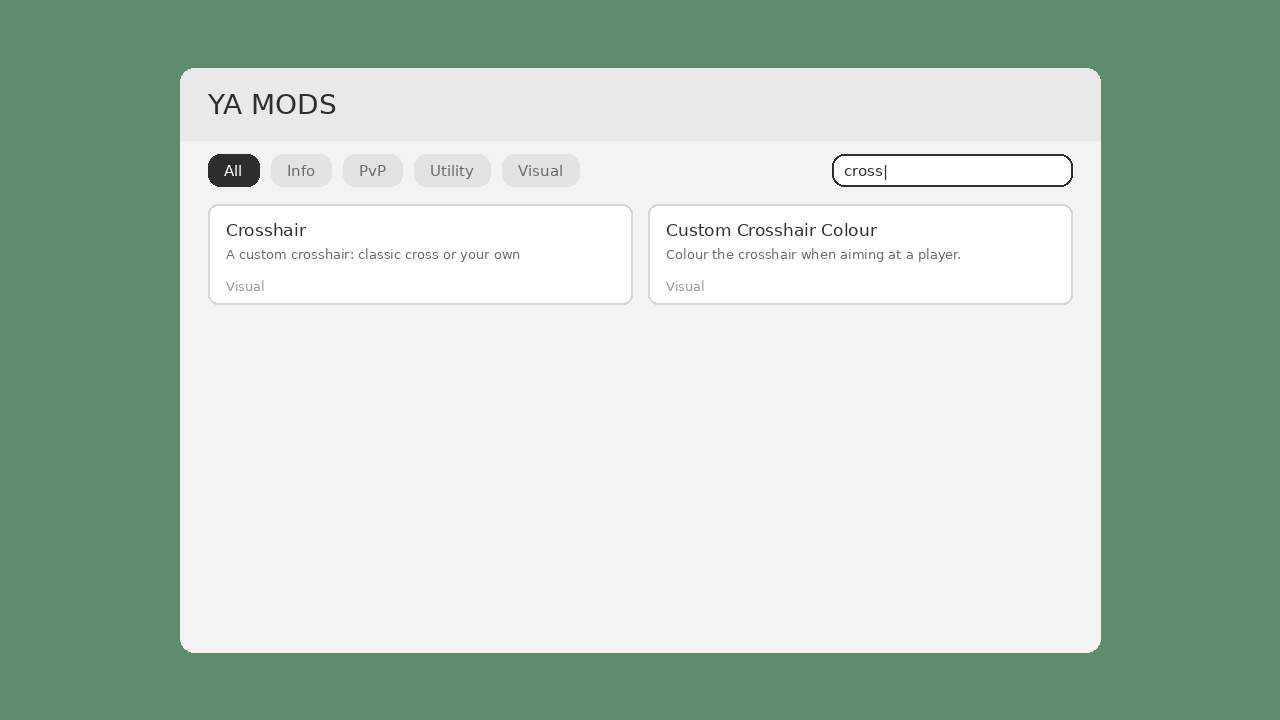 YA MODS
All Info PvP Utility Visual cross|
Crosshair
A custom crosshair: classic cross or your own
Visual
Custom Crosshair Colour
Colour the crosshair when aiming at a player.
Visual